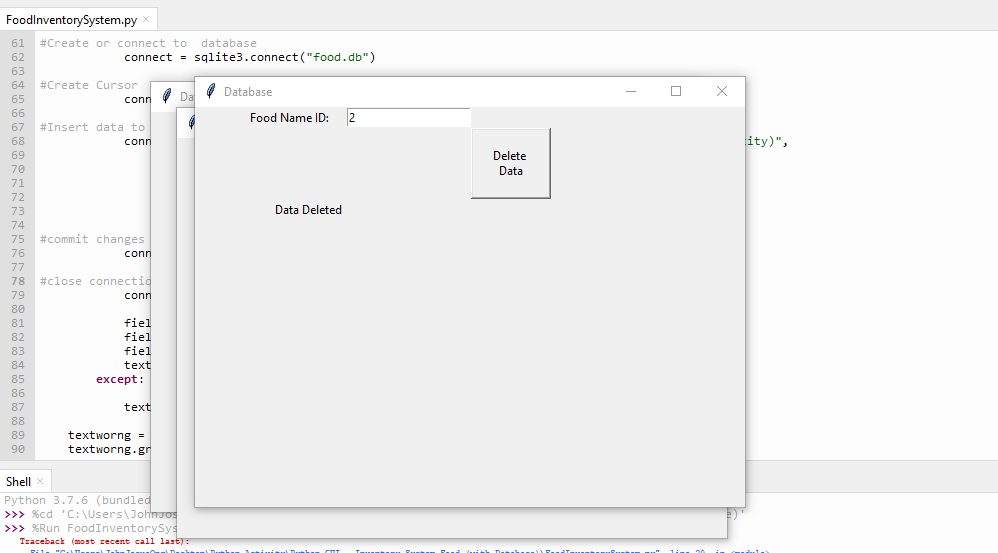 FoodInventorySystem.py ×
61 #Create or connect to  database
62 connect = sqlite3.connect("food.db")
63
64 #Create Cursor
65 conn
66
67 #Insert data to
68 conn city)",
69
70
71
72
73
74
75 #commit changes
76 conn
77
78 #close connectio
79 conn
80
81 fiel
82 fiel
83 fiel
84 text
85 except:
86
87 text
88
89 textworng =
90 textworng.gr
Da
Database
Food Name ID: 2
Delete
Data
Data Deleted
Shell ×
Python 3.7.6 (bundled
>>> %cd 'C:\Users\JohnJos e)'
>>> %Run FoodInventorySys
Traceback (most recent call last):